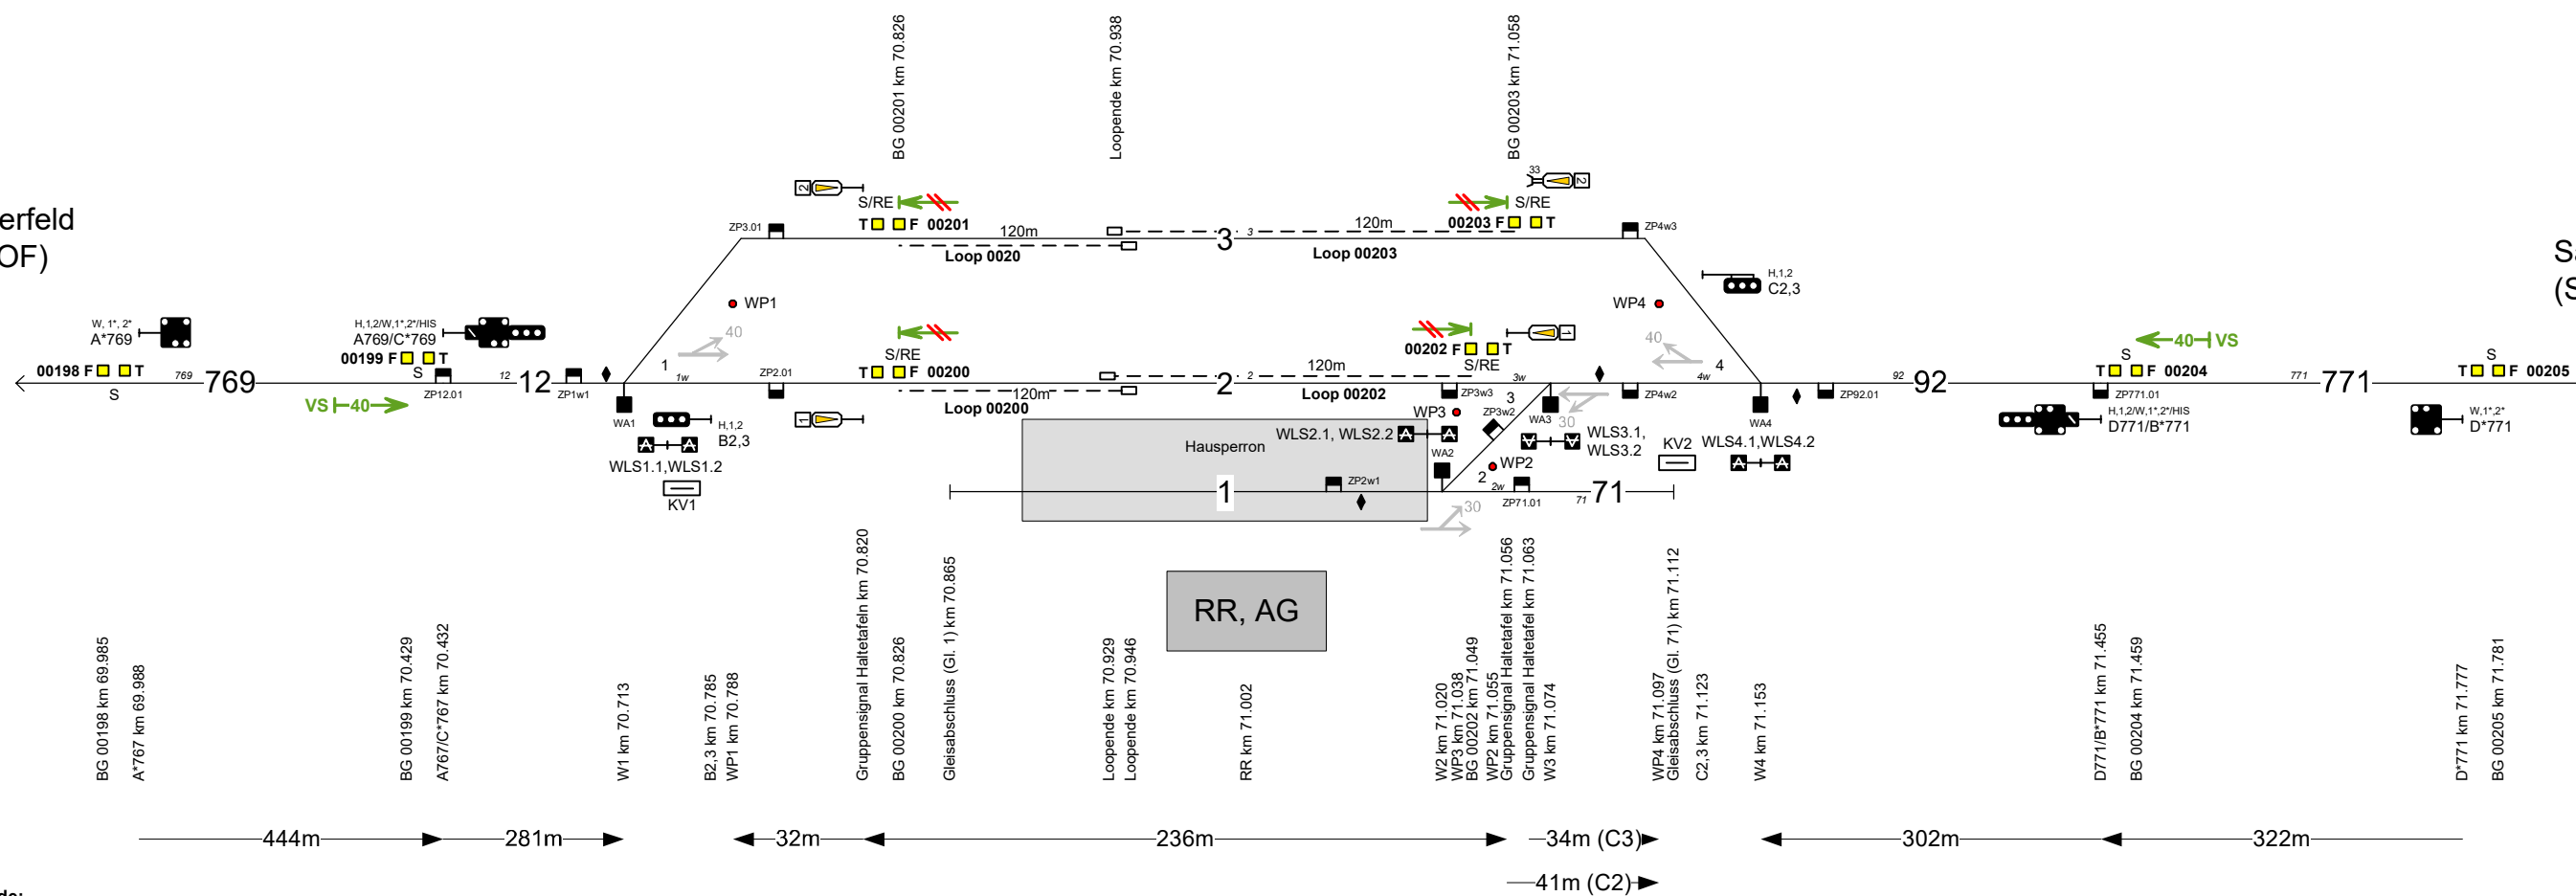 BG 00201 km 70.826
Loopende km 70.938
BG 00203 km 71.058
2
33
2
S/RE
S/RE
T F 00201
00203 F T
erfeld
OF)
ZP3.01
120m
3
3
120m
ZP4w3
Loop 0020
Loop 00203
Sa
(S
WP1
WP4
H,1,2
C2,3
W, 1*, 2*
A*769
H,1,2/W,1*,2*/HIS
A769/C*769
40
40
1
40
VS
00198 F T
00199 F T
S/RE
T F 00200
00202 F T
S/RE
S
T F 00204
S
T F 00205
S
769
769
S
12
12
1
1w
ZP2.01
120m
2
2
120m
3w
4
4w
92
92
771
771
VS
40
ZP12.01
ZP1w1
120m
Loop 00200
Loop 00202
ZP3w3
ZP4w2
ZP92.01
ZP771.01
WA1
H,1,2
B2,3
1
WP3
ZP3w2
3
WA3
30
WA4
H,1,2/W,1*,2*/HIS
D771/B*771
W,1*,2*
D*771
WLS1.1,WLS1.2
Hausperron
WLS2.1, WLS2.2
WA2
WLS3.1,
WLS3.2
KV2
WLS4.1,WLS4.2
KV1
1
ZP2w1
WP2
2
2w
ZP71.01
71
71
30
RR, AG
BG 00198 km 69.985
A*767 km 69.988
BG 00199 km 70.429
A767/C*767 km 70.432
W1 km 70.713
B2,3 km 70.785
WP1 km 70.788
Gruppensignal Haltetafeln km 70.820
BG 00200 km 70.826
Gleisabschluss (Gl. 1) km 70.865
Loopende km 70.929
Loopende km 70.946
RR km 71.002
W2 km 71.020
WP3 km 71.038
BG 00202 km 71.049
WP2 km 71.055
Gruppensignal Haltetafel km 71.056
Gruppensignal Haltetafel km 71.063
W3 km 71.074
WP4 km 71.097
Gleisabschluss (Gl. 71) km 71.112
C2,3 km 71.123
W4 km 71.153
D771/B*771 km 71.455
BG 00204 km 71.459
D*771 km 71.777
BG 00205 km 71.781
444m
281m
32m
236m
34m (C3)
302m
322m
41m (C2)
de: